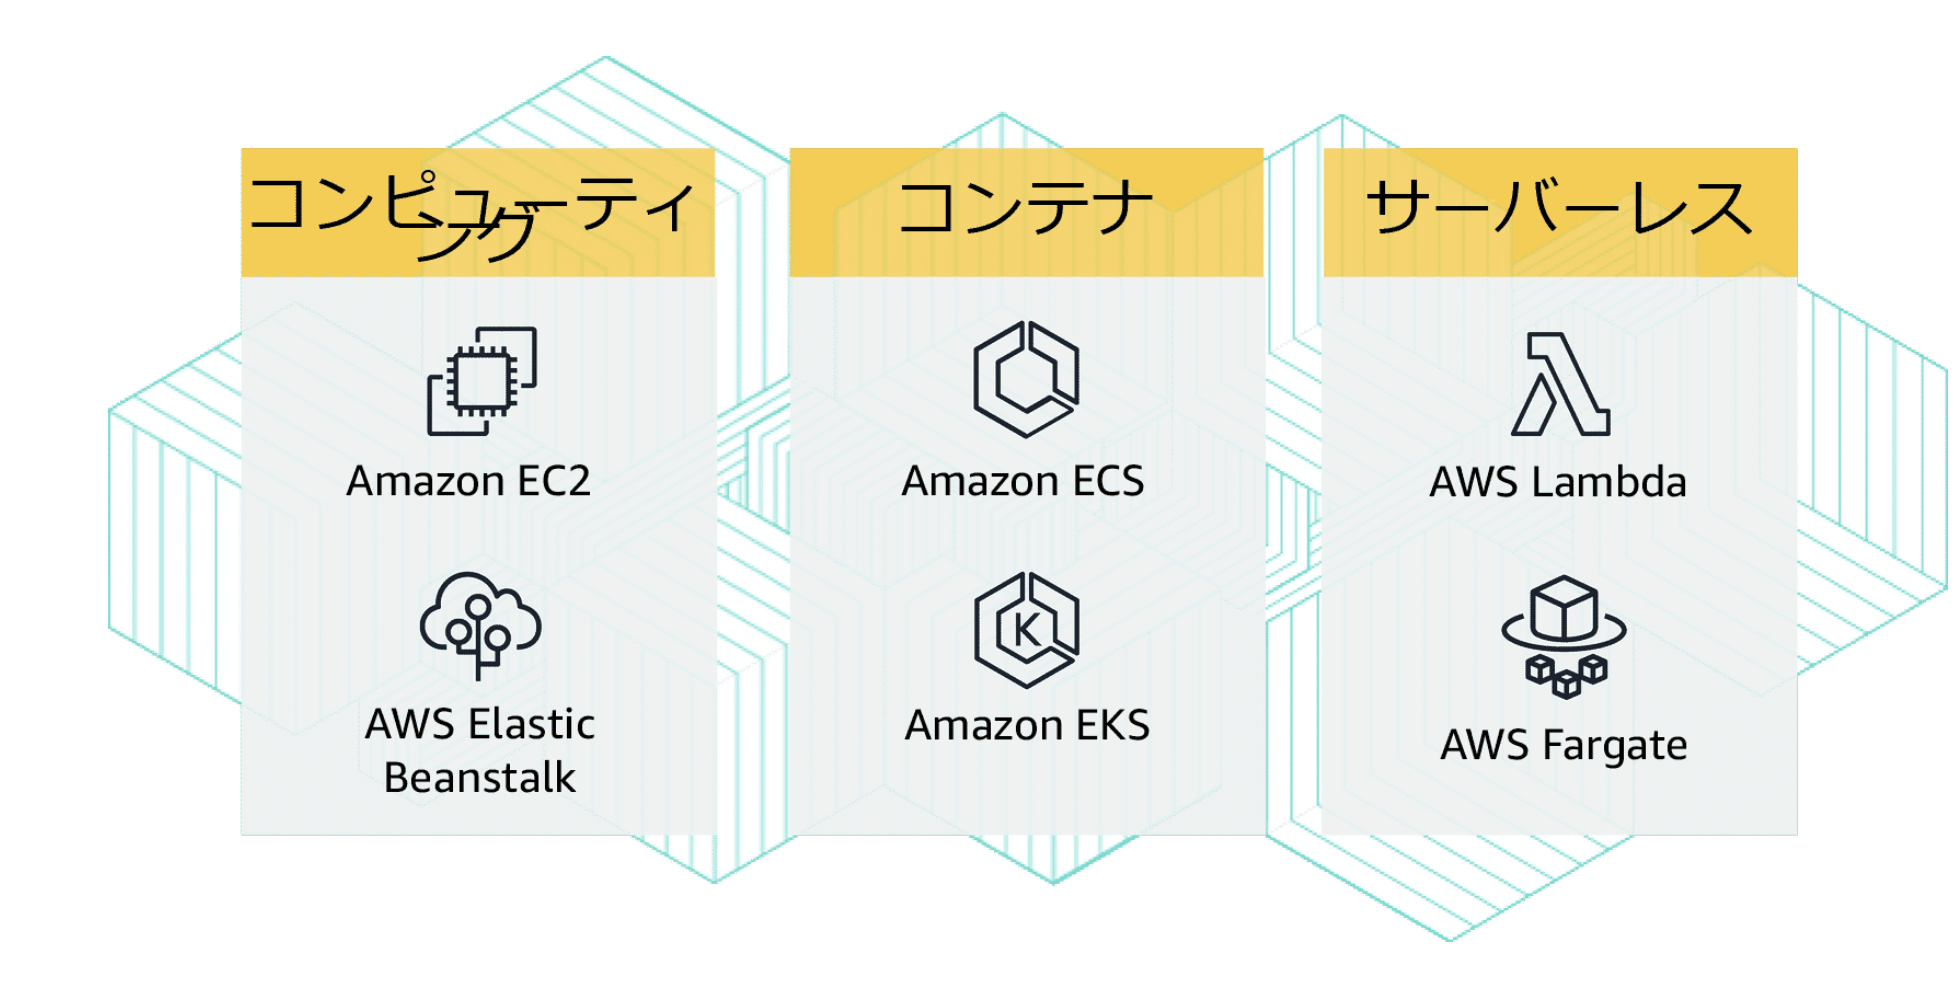 コンピューティ
ング
Amazon EC2
AWS Elastic
Beanstalk
コンテナ
Amazon ECS
K
Amazon EKS
サーバーレス
AWS Lambda
AWS Fargate